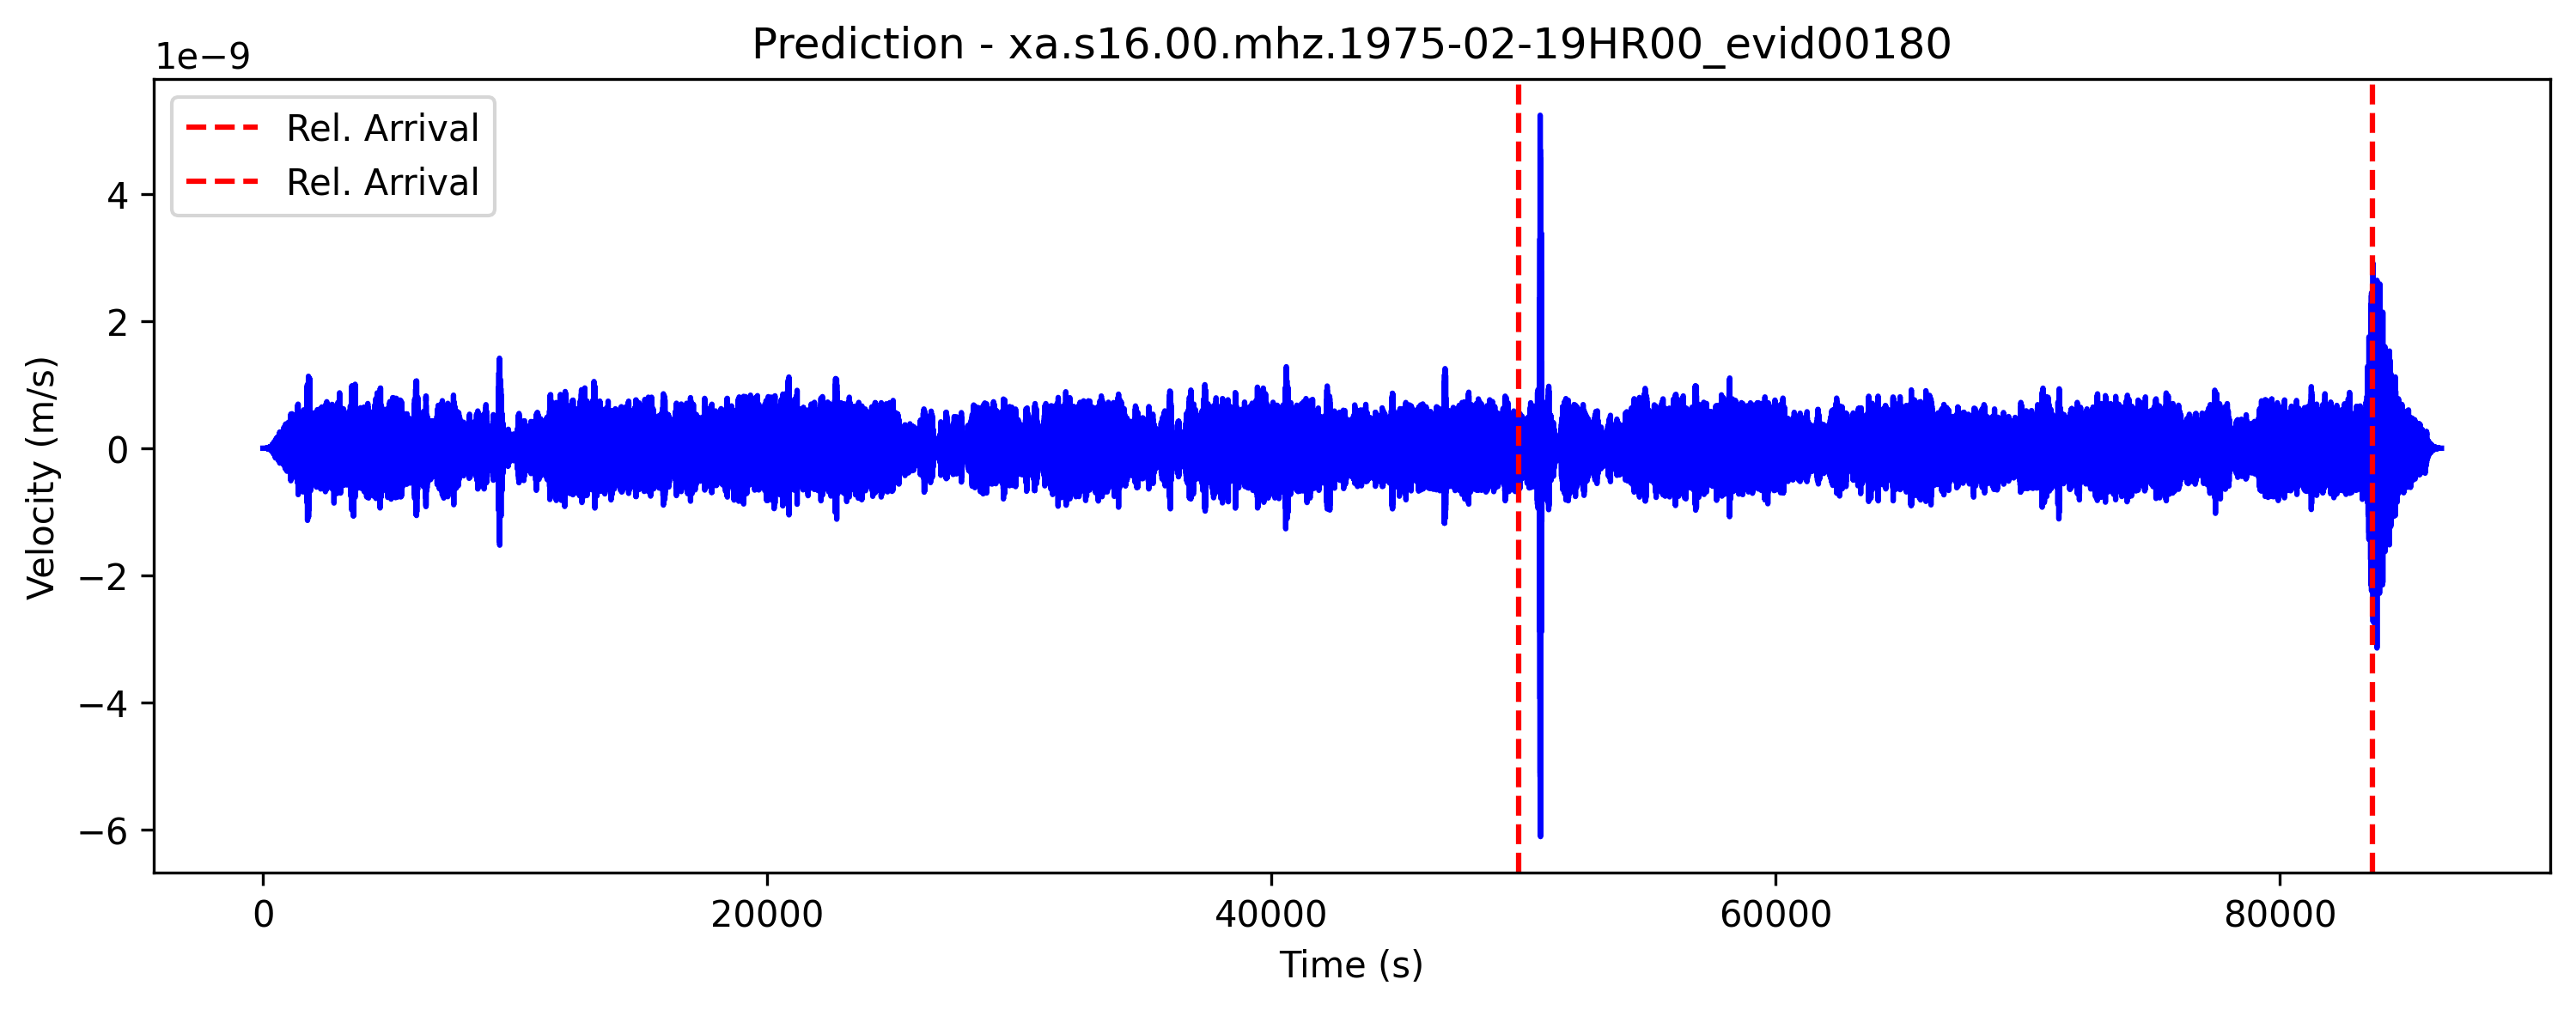 Prediction - xa.s16.00.mhz.1975-02-19HR00_evid00180
1e−9
Rel. Arrival
Rel. Arrival
4
2
0
−2
−4
−6
Velocity (m/s)
0 20000 40000 60000 80000
Time (s)